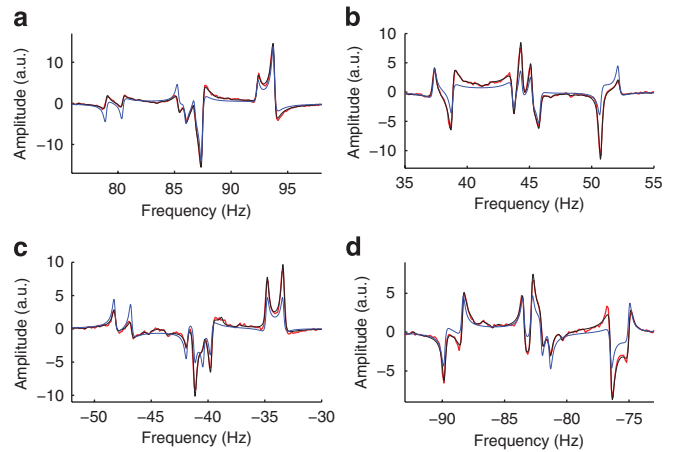 a
b
10
0
−10
Amplitude (a.u.)
80 85 90 95
Frequency (Hz)
10
5
0
−5
−10
Amplitude (a.u.)
35 40 45 50 55
Frequency (Hz)
c
d
10
5
0
−5
−10
Amplitude (a.u.)
−50 −45 −40 −35 −30
Frequency (Hz)
10
5
0
−5
Amplitude (a.u.)
−90 −85 −80 −75
Frequency (Hz)